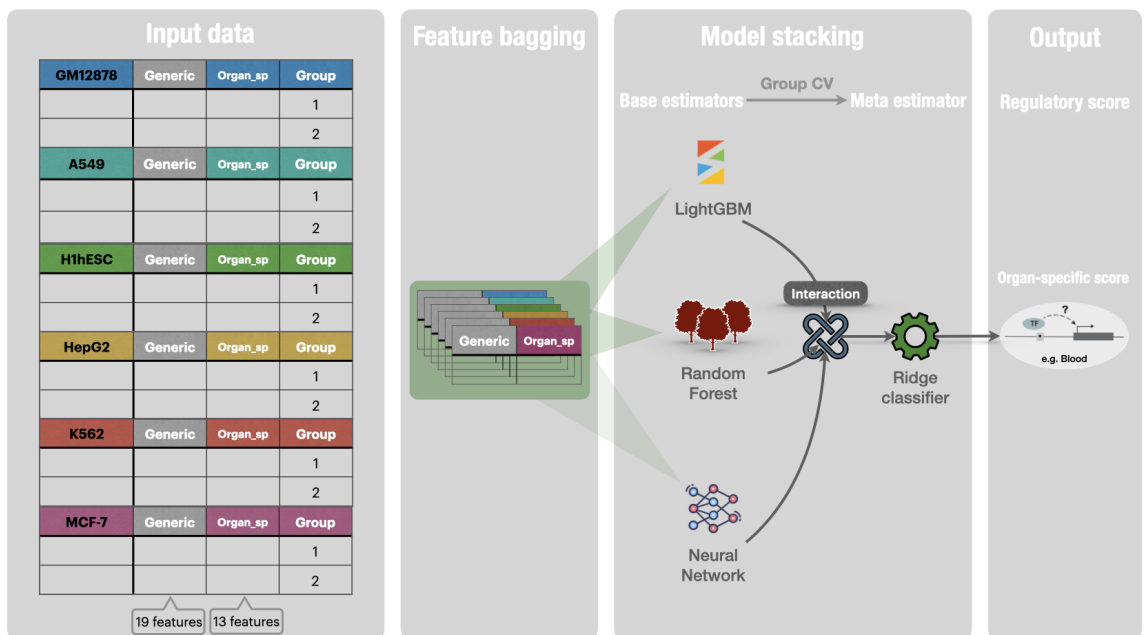 Input data
GM12878 Generic Organ_sp Group
1
2
A549 Generic Organ_sp Group
1
2
H1hESC Generic Organ_sp Group
1
2
HepG2 Generic Organ_sp Group
1
2
K562 Generic Organ_sp Group
1
2
MCF-7 Generic Organ_sp Group
1
2
19 features 13 features
Feature bagging
Generic Organ_sp
Model stacking
Base estimators Group CV Meta estimator
LightGBM
Interaction
Random
Forest
Ridge
classifier
Neural
Network
Output
Regulatory score
Organ-specific score
?
TF
e.g. Blood